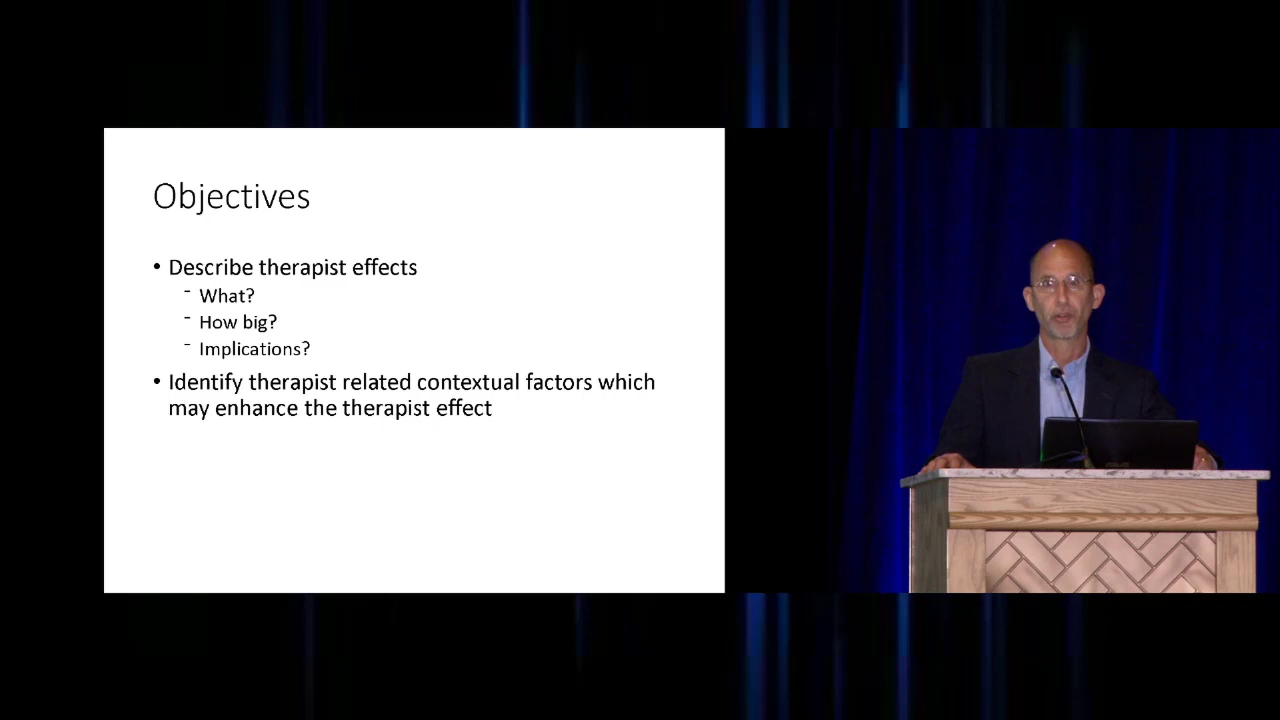 Objectives
• Describe therapist effects
- What?
- How big?
- Implications?
• Identify therapist related contextual factors which
may enhance the therapist effect